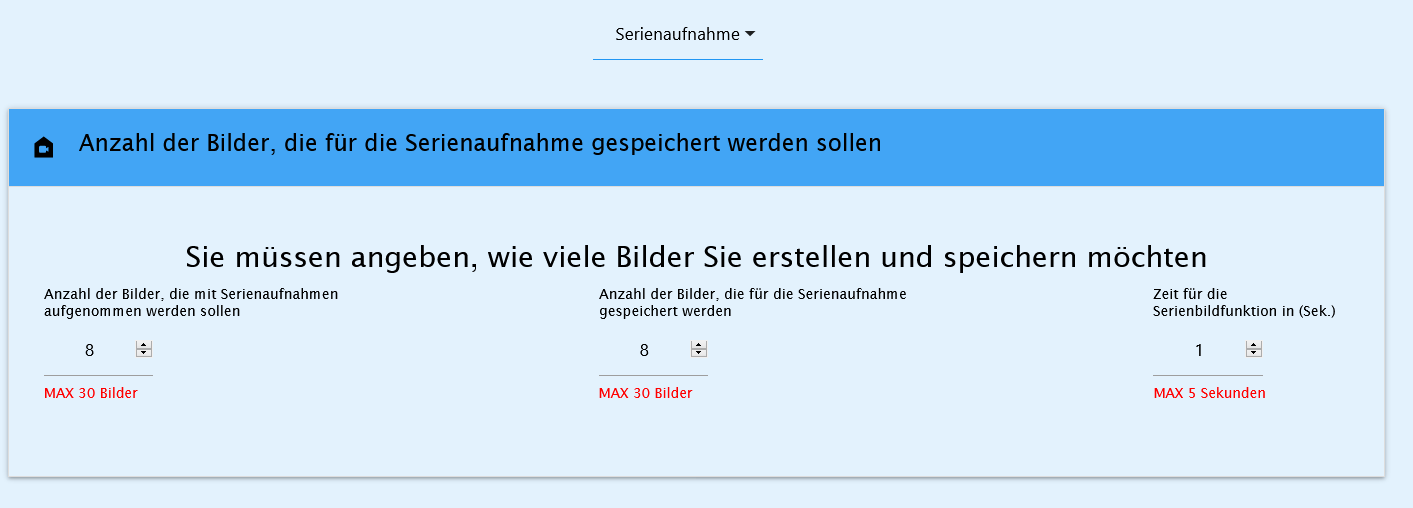 Serienaufnahme
Anzahl der Bilder, die für die Serienaufnahme gespeichert werden sollen
Sie müssen angeben, wie viele Bilder Sie erstellen und speichern möchten
Anzahl der Bilder, die mit Serienaufnahmen
aufgenommen werden sollen
8
MAX 30 Bilder
Anzahl der Bilder, die für die Serienaufnahme
gespeichert werden
8
MAX 30 Bilder
Zeit für die
Serienbildfunktion in (Sek.)
1
MAX 5 Sekunden